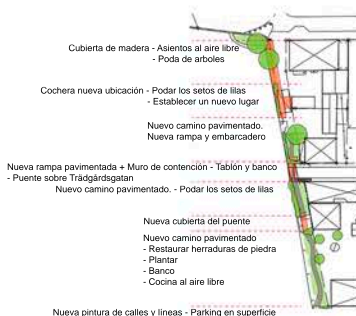 Cubierta de madera - Asientos al aire libre
- Poda de arboles
Cochera nueva ubicación - Podar los setos de lilas
- Establecer un nuevo lugar
Nuevo camino pavimentado.
Nueva rampa y embarcadero
Nueva rampa pavimentada + Muro de contención - Tablón y banco
- Puente sobre Trädgårdsgatan
Nuevo camino pavimentado. - Podar los setos de lilas
Nueva cubierta del puente
Nuevo camino pavimentado
- Restaurar herraduras de piedra
- Plantar
- Banco
- Cocina al aire libre
Nueva pintura de calles y líneas - Parking en superficie